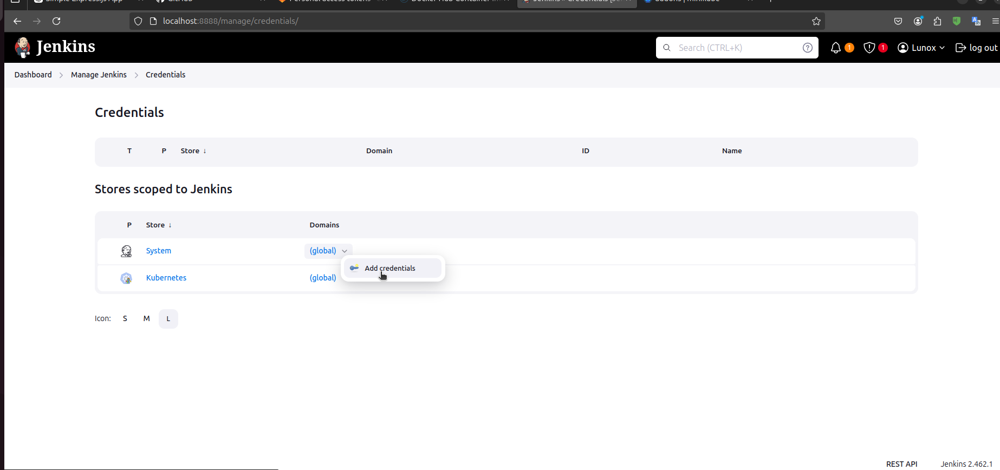 localhost:8888/manage/credentials/
Jenkins
Search (CTRL+K)
1
1
Lunox
log out
Dashboard
Manage Jenkins
Credentials
Credentials
T P Store ↓ Domain ID Name
Stores scoped to Jenkins
P Store ↓ Domains
System (global)
Add credentials
Kubernetes (global)
Icon: S M L
REST API
Jenkins 2.462.1